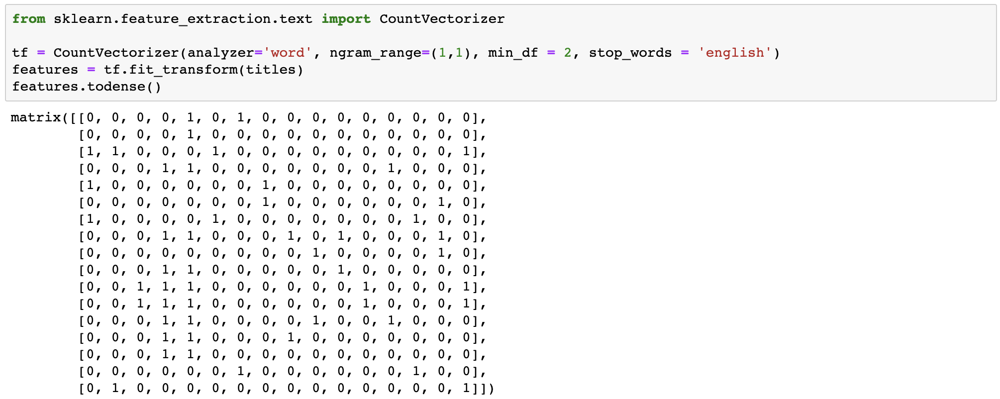 from sklearn.feature_extraction.text import CountVectorizer
tf = CountVectorizer(analyzer='word', ngram_range=(1,1), min_df = 2, stop_words = 'english')
features = tf.fit_transform(titles)
features.todense()
matrix([[0, 0, 0, 0, 1, 0, 1, 0, 0, 0, 0, 0, 0, 0, 0, 0],
[0, 0, 0, 0, 1, 0, 0, 0, 0, 0, 0, 0, 0, 0, 0, 0],
[1, 1, 0, 0, 0, 1, 0, 0, 0, 0, 0, 0, 0, 0, 0, 1],
[0, 0, 0, 1, 1, 0, 0, 0, 0, 0, 0, 0, 1, 0, 0, 0],
[1, 0, 0, 0, 0, 0, 0, 1, 0, 0, 0, 0, 0, 0, 0, 0],
[0, 0, 0, 0, 0, 0, 0, 1, 0, 0, 0, 0, 0, 0, 1, 0],
[1, 0, 0, 0, 0, 1, 0, 0, 0, 0, 0, 0, 0, 1, 0, 0],
[0, 0, 0, 1, 1, 0, 0, 0, 1, 0, 1, 0, 0, 0, 1, 0],
[0, 0, 0, 0, 0, 0, 0, 0, 0, 1, 0, 0, 0, 0, 1, 0],
[0, 0, 0, 1, 1, 0, 0, 0, 0, 0, 1, 0, 0, 0, 0, 0],
[0, 0, 1, 1, 1, 0, 0, 0, 0, 0, 0, 1, 0, 0, 0, 1],
[0, 0, 1, 1, 1, 0, 0, 0, 0, 0, 0, 1, 0, 0, 0, 1],
[0, 0, 0, 1, 1, 0, 0, 0, 0, 1, 0, 0, 1, 0, 0, 0],
[0, 0, 0, 1, 1, 0, 0, 0, 1, 0, 0, 0, 0, 0, 0, 0],
[0, 0, 0, 1, 1, 0, 0, 0, 0, 0, 0, 0, 0, 0, 0, 0],
[0, 0, 0, 0, 0, 0, 1, 0, 0, 0, 0, 0, 0, 1, 0, 0],
[0, 1, 0, 0, 0, 0, 0, 0, 0, 0, 0, 0, 0, 0, 0, 1]])